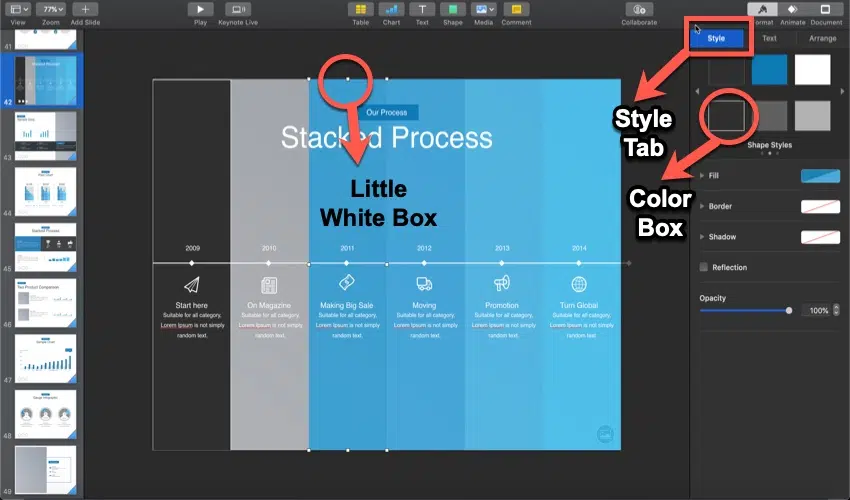 View
77%
Zoom
Add Slide
Play
Keynote Live
Table
Chart
Text
Shape
Media
Comment
Collaborate
Format
Animate
Document
Style
Text
Arrange
41
42
43
44
45
46
47
48
49
Stacked Process
Our Process
Stacked Process
Little
White Box
Style
Tab
Color
Box
Shape Styles
Fill
Border
Shadow
Reflection
Opacity
100%
2009
2010
2011
2012
2013
2014
Start here
Suitable for all category,
Lorem Ipsum is not simply
random text.
On Magazine
Suitable for all category,
Lorem Ipsum is not simply
random text.
Making Big Sale
Suitable for all category,
Lorem Ipsum is not simply
random text.
Moving
Suitable for all category,
Lorem Ipsum is not simply
random text.
Promotion
Suitable for all category,
Lorem Ipsum is not simply
random text.
Turn Global
Suitable for all category,
Lorem Ipsum is not simply
random text.